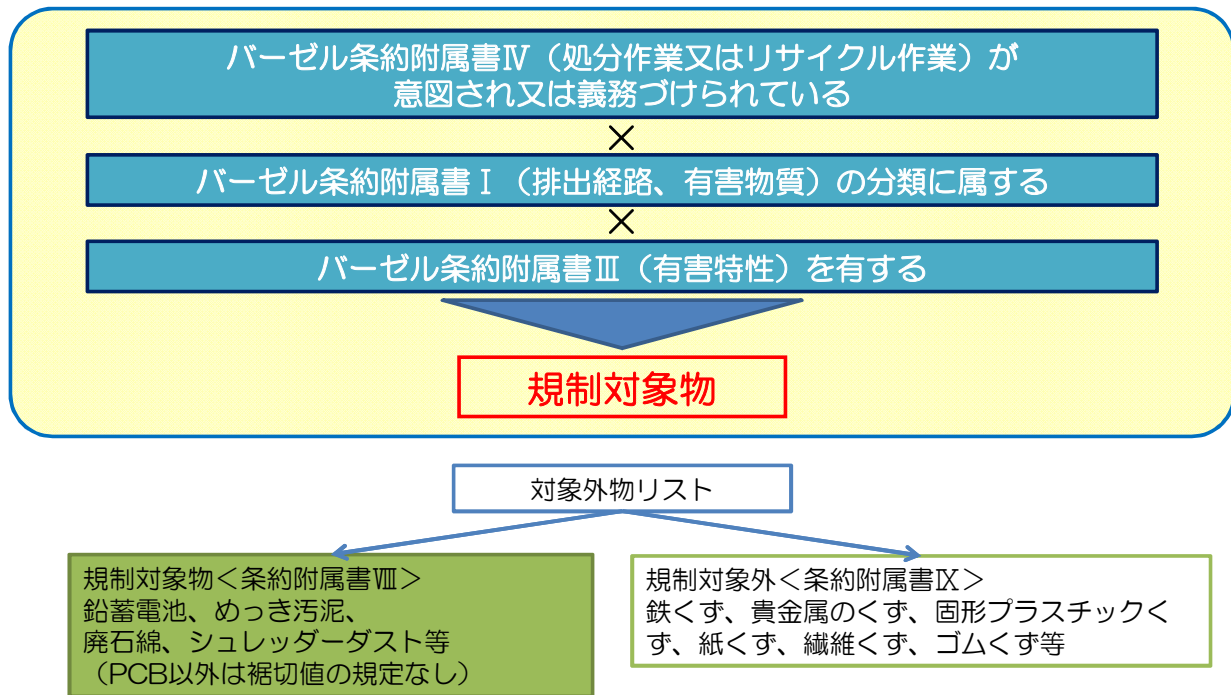 バーゼル条約附属書Ⅳ（処分作業又はリサイクル作業）が
意図され又は義務づけられている
×
バーゼル条約附属書Ⅰ（排出経路、有害物質）の分類に属する
×
バーゼル条約附属書Ⅲ（有害特性）を有する
規制対象物
対象外物リスト
規制対象物＜条約附属書Ⅷ＞
鉛蓄電池、めっき汚泥、
廃石綿、シュレッダーダスト等
（PCB以外は裾切値の規定なし）
規制対象外＜条約附属書Ⅸ＞
鉄くず、貴金属のくず、固形プラスチックく
ず、紙くず、繊維くず、ゴムくず等